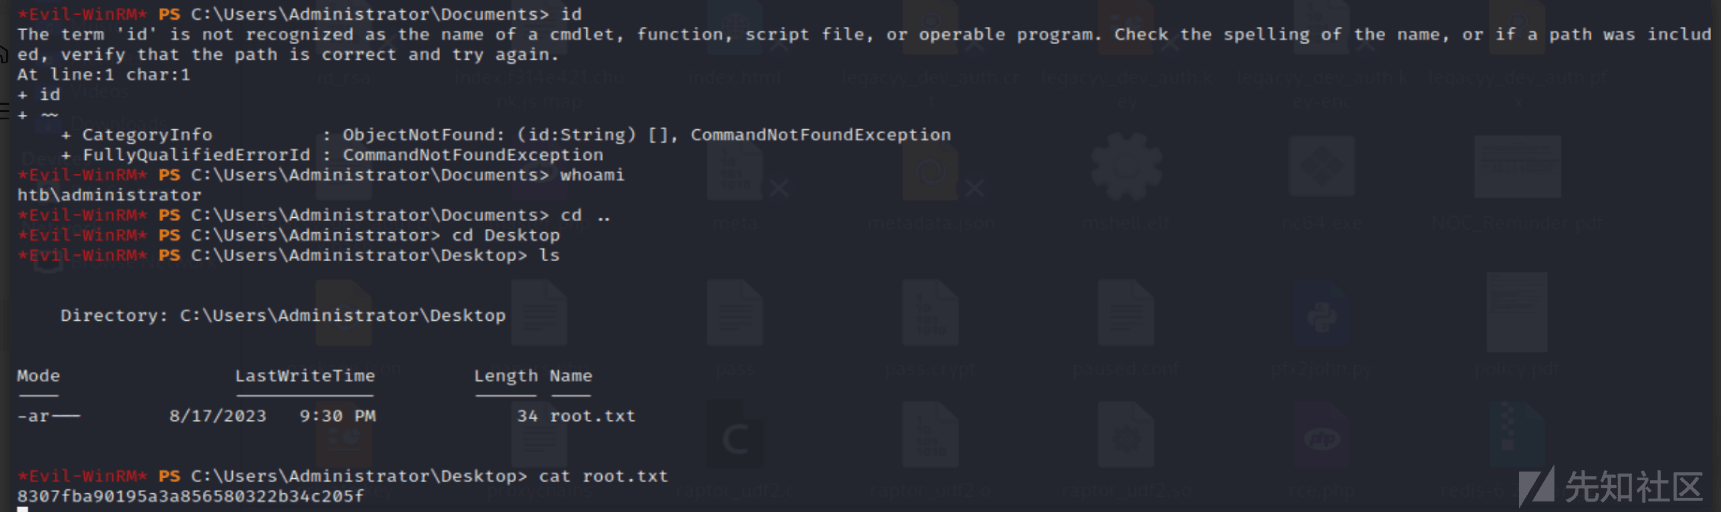 *Evil-WinRM* PS C:\Users\Administrator\Documents> id
The term 'id' is not recognized as the name of a cmdlet, function, script file, or operable program. Check the spelling of the name, or if a path was includ
ed, verify that the path is correct and try again.
At line:1 char:1
+ id
+ ~~
    + CategoryInfo          : ObjectNotFound: (id:String) [], CommandNotFoundException
    + FullyQualifiedErrorId : CommandNotFoundException
*Evil-WinRM* PS C:\Users\Administrator\Documents> whoami
htb\administrator
*Evil-WinRM* PS C:\Users\Administrator\Documents> cd ..
*Evil-WinRM* PS C:\Users\Administrator> cd Desktop
*Evil-WinRM* PS C:\Users\Administrator\Desktop> ls
    Directory: C:\Users\Administrator\Desktop
Mode                LastWriteTime         Length Name
----                -------------         ------ ----
-ar---        8/17/2023   9:30 PM             34 root.txt
*Evil-WinRM* PS C:\Users\Administrator\Desktop> cat root.txt
8307fba90195a3a856580322b34c205f
先知社区